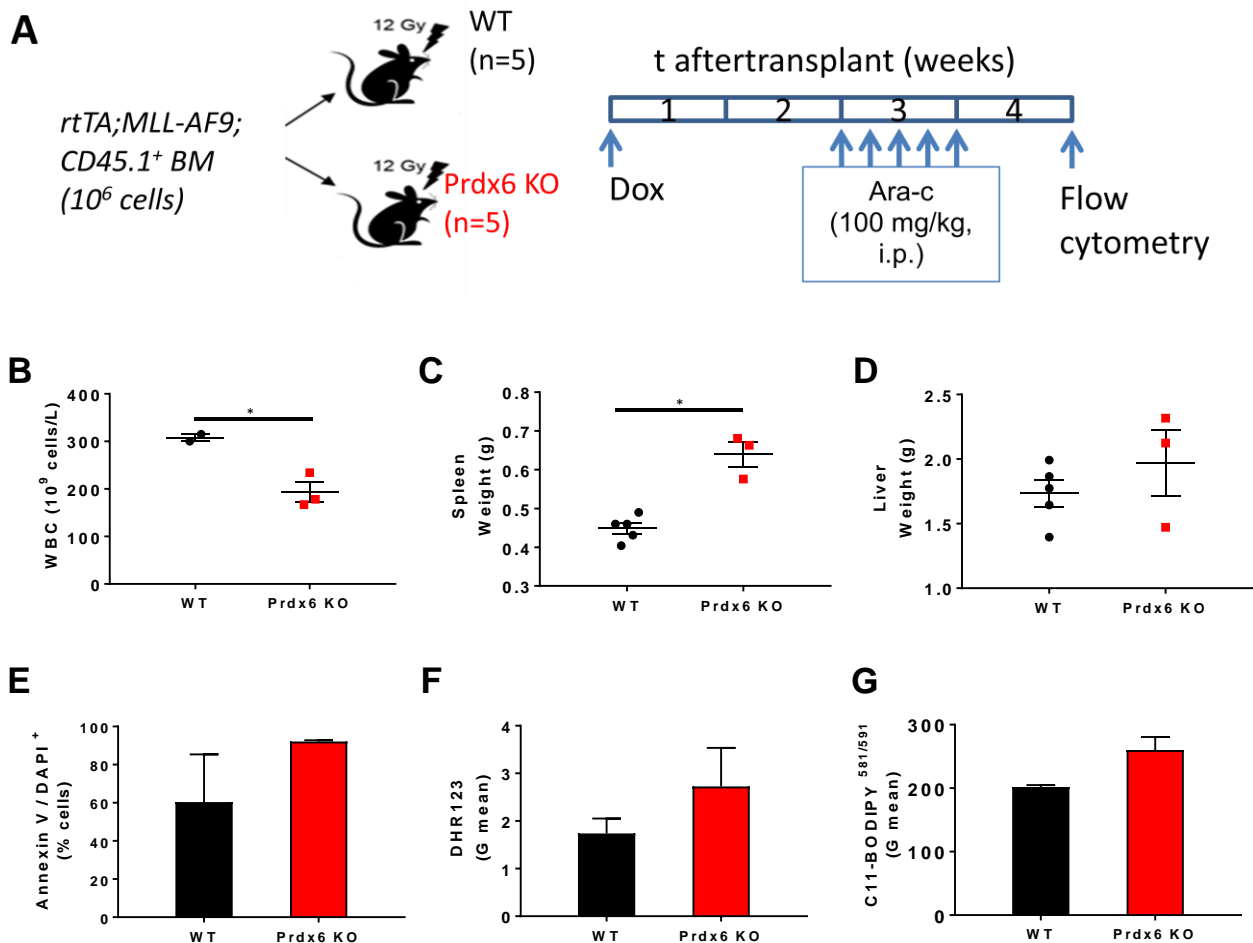 A
rtTA;MLL-AF9;
CD45.1+ BM
(10⁶ cells)
12 Gy
WT
(n=5)
12 Gy
Prdx6 KO
(n=5)
t aftertransplant (weeks)
1 2 3 4
Dox
Ara-c
(100 mg/kg,
i.p.)
Flow
cytometry
B
WBC (10⁹ cells/L)
400
300
200
100
0
*
WT Prdx6 KO
C
Spleen
Weight (g)
0.8
0.7
0.6
0.5
0.4
0.3
*
WT Prdx6 KO
D
Liver
Weight (g)
2.5
2.0
1.5
1.0
WT Prdx6 KO
E
Annexin V / DAPI +
(% cells)
100
80
60
40
20
0
WT Prdx6 KO
F
DHR123
(G mean)
4
3
2
1
0
WT Prdx6 KO
G
C11-BODIPY 581/591
(G mean)
300
200
100
0
WT Prdx6 KO